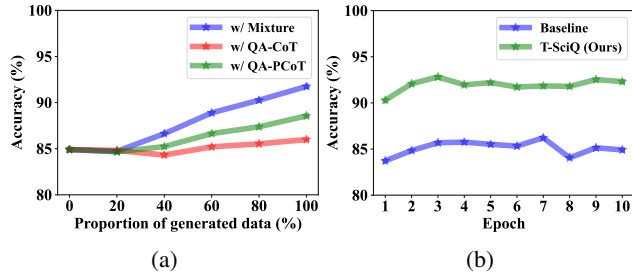 100
95
90
85
80
Accuracy (%)
w/ Mixture
w/ QA-CoT
w/ QA-PCoT
0 20 40 60 80 100
Proportion of generated data (%)
(a)
100
95
90
85
80
Accuracy (%)
Baseline
T-SciQ (Ours)
1 2 3 4 5 6 7 8 9 10
Epoch
(b)